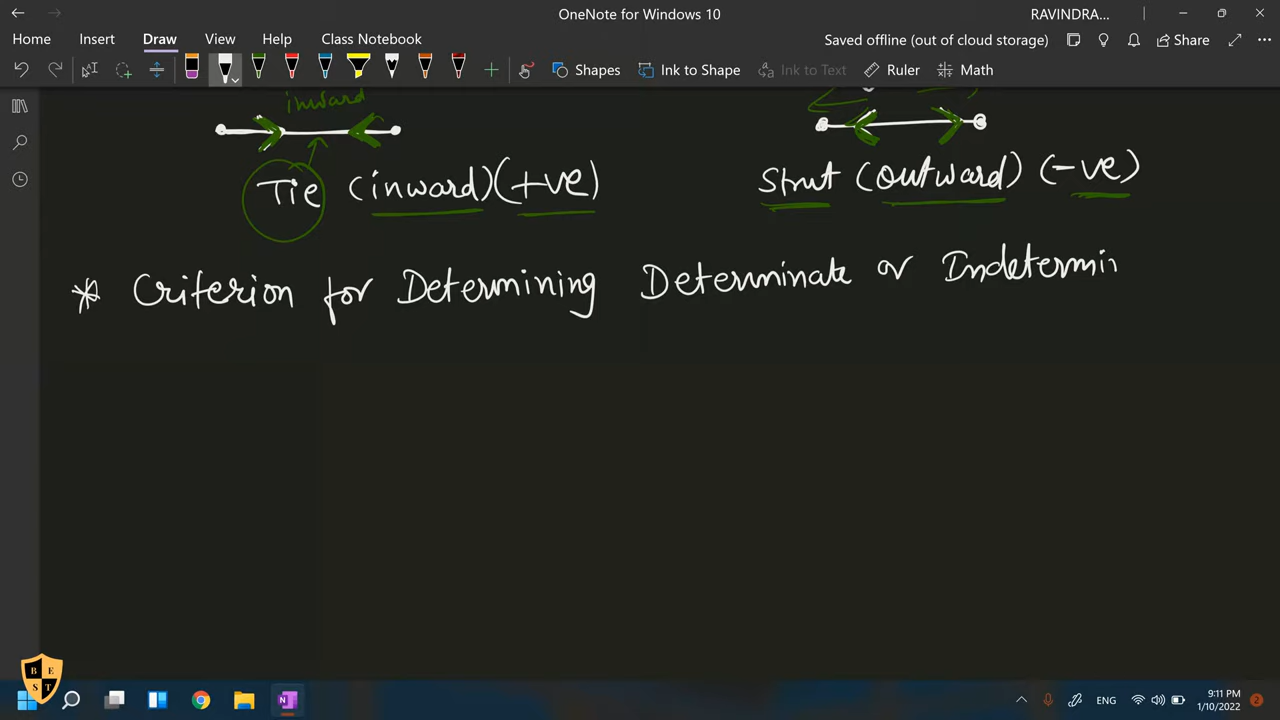 OneNote for Windows 10
RAVINDRA...
Home Insert Draw View Help Class Notebook
Saved offline (out of cloud storage)
Share
Shapes
Ink to Shape
Ink to Text
Ruler
Math
inward
Tie (inward)(+ve)
Strut (outward) (-ve)
* Criterion for Determining Determinate or Indetermin
B E
S T
ENG
9:11 PM
1/10/2022
2